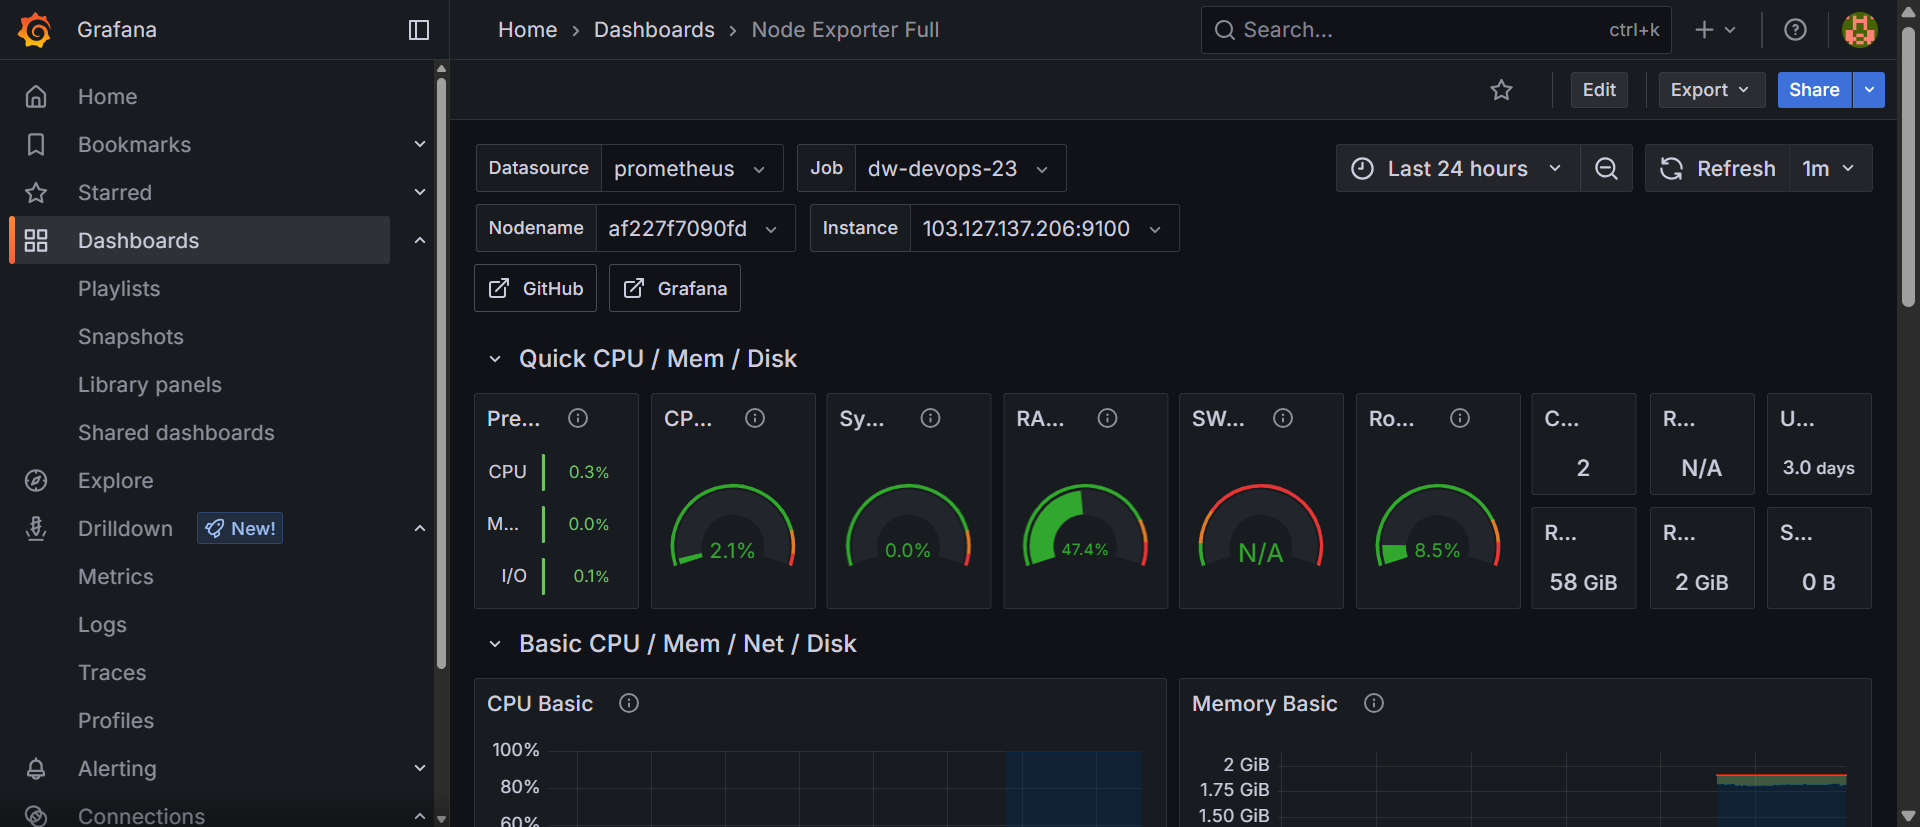 Grafana
Home › Dashboards › Node Exporter Full
Search...
ctrl+k
Home
Bookmarks
Starred
Dashboards
Playlists
Snapshots
Library panels
Shared dashboards
Explore
Drilldown
New!
Metrics
Logs
Traces
Profiles
Alerting
Connections
Edit
Export
Share
Datasource
prometheus
Job
dw-devops-23
Last 24 hours
Refresh
1m
Nodename
af227f7090fd
Instance
103.127.137.206:9100
GitHub
Grafana
Quick CPU / Mem / Disk
Pre...
CPU 0.3%
M... 0.0%
I/O 0.1%
CP...
2.1%
Sy...
0.0%
RA...
47.4%
SW...
N/A
Ro...
8.5%
C...
2
R...
N/A
U...
3.0 days
R...
58 GiB
R...
2 GiB
S...
0 B
Basic CPU / Mem / Net / Disk
CPU Basic
100%
80%
60%
Memory Basic
2 GiB
1.75 GiB
1.50 GiB